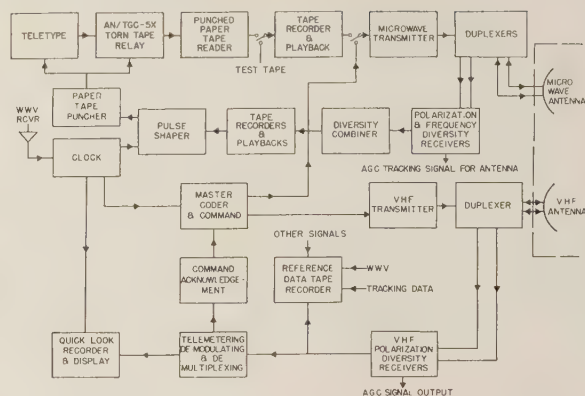 TELETYPE
AN/TGC-5X
TORN TAPE
RELAY
PUNCHED
PAPER
TAPE
READER
TEST TAPE
TAPE
RECORDER
&
PLAYBACK
MICROWAVE
TRANSMITTER
DUPLEXERS
MICRO
WAVE
ANTENNA
WWV
RCVR
PAPER
TAPE
PUNCHER
PULSE
SHAPER
TAPE
RECORDERS
&
PLAYBACKS
DIVERSITY
COMBINER
POLARIZATION
& FREQUENCY
DIVERSITY
RECEIVERS
AGC TRACKING SIGNAL FOR ANTENNA
CLOCK
MASTER
CODER
& COMMAND
VHF
TRANSMITTER
DUPLEXER
VHF
ANTENNA
OTHER SIGNALS
COMMAND
ACKNOWLEDGE-
MENT
REFERENCE
DATA TAPE
RECORDER
WWV
TRACKING DATA
QUICK LOOK
RECORDER
& DISPLAY
TELEMETERING
DE MODULATING
& DE
MULTIPLEXING
VHF
POLARIZATION
DIVERSITY
RECEIVERS
AGC SIGNAL OUTPUT